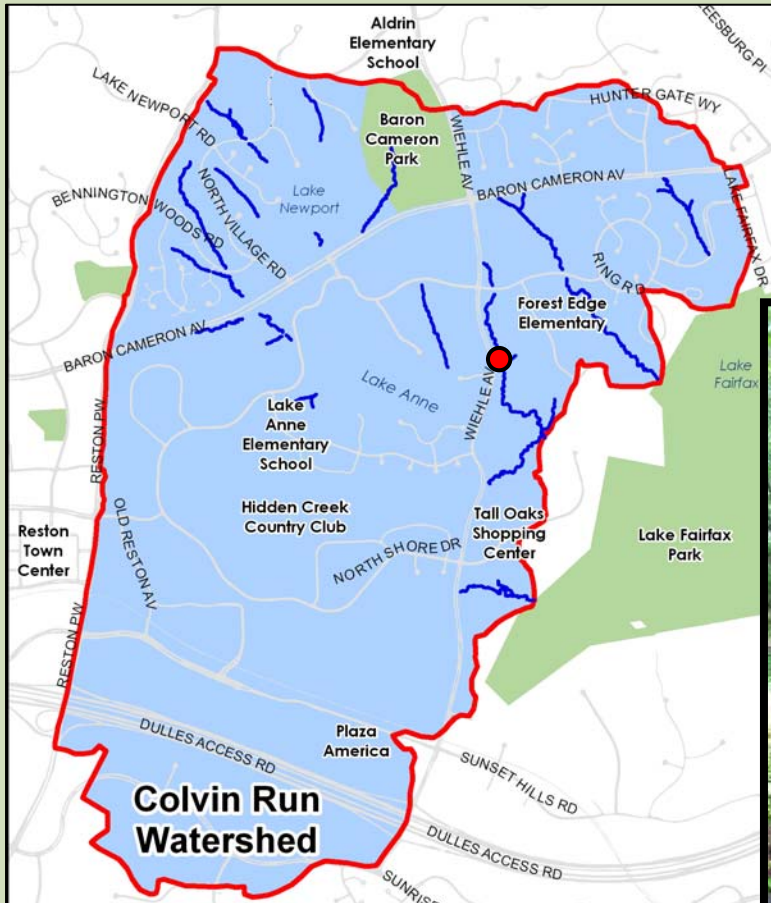 Aldrin
Elementary
School
LEESBURG PI
LAKE NEWPORT RD
HUNTER GATE WY
Baron
Cameron
Park
WIEHLE AV
BARON CAMERON AV
LAKE FAIRFAX DR
Lake
Newport
BENNINGTON WOODS RD
NORTH VILLAGE RD
RING RD
Forest Edge
Elementary
BARON CAMERON AV
Lake
Fairfax
Lake Anne
WIEHLE AV
Lake
Anne
Elementary
School
RESTON PW
Hidden Creek
Country Club
Tall Oaks
Shopping
Center
OLD RESTON AV
Reston
Town
Center
Lake Fairfax
Park
NORTH SHORE DR
RESTON PW
Plaza
America
DULLES ACCESS RD
SUNSET HILLS RD
Colvin Run
Watershed
DULLES ACCESS RD